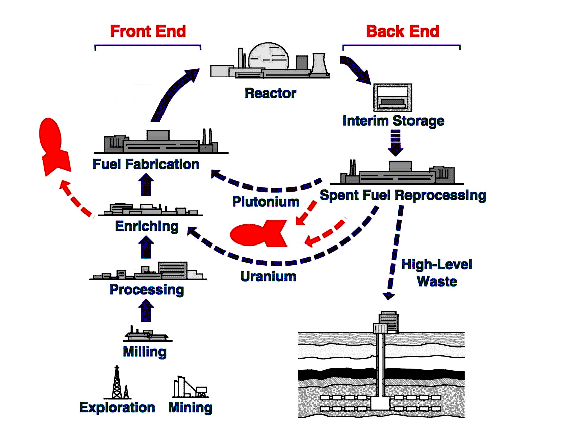 Front End
Back End
Reactor
Interim Storage
Fuel Fabrication
Spent Fuel Reprocessing
Plutonium
Enriching
Uranium
High-Level
Waste
Processing
Milling
Exploration
Mining